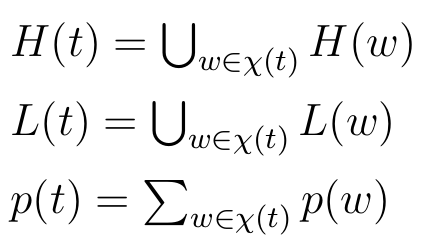 H(t) = ⋃_{w∈χ(t)} H(w)
L(t) = ⋃_{w∈χ(t)} L(w)
p(t) = ∑_{w∈χ(t)} p(w)